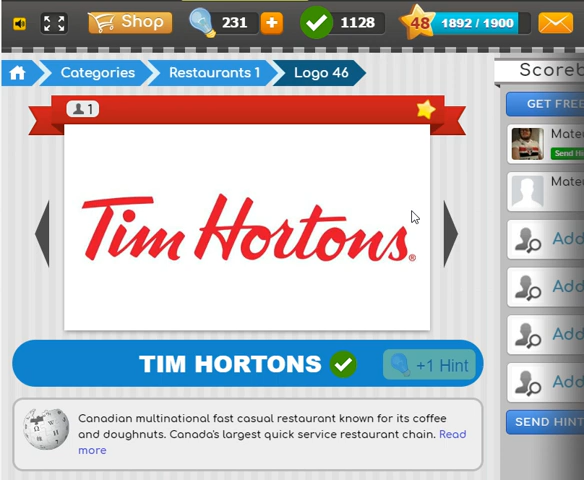 Shop
231
+
1128
48
1892 / 1900
Categories
Restaurants 1
Logo 46
1
Tim Hortons®
TIM HORTONS
+1 Hint
Canadian multinational fast casual restaurant known for its coffee
and doughnuts. Canada's largest quick service restaurant chain. Read
more
Scoreb
GET FRE
Mate
Send Hi
Mate
Add
Add
Add
Add
SEND HINT